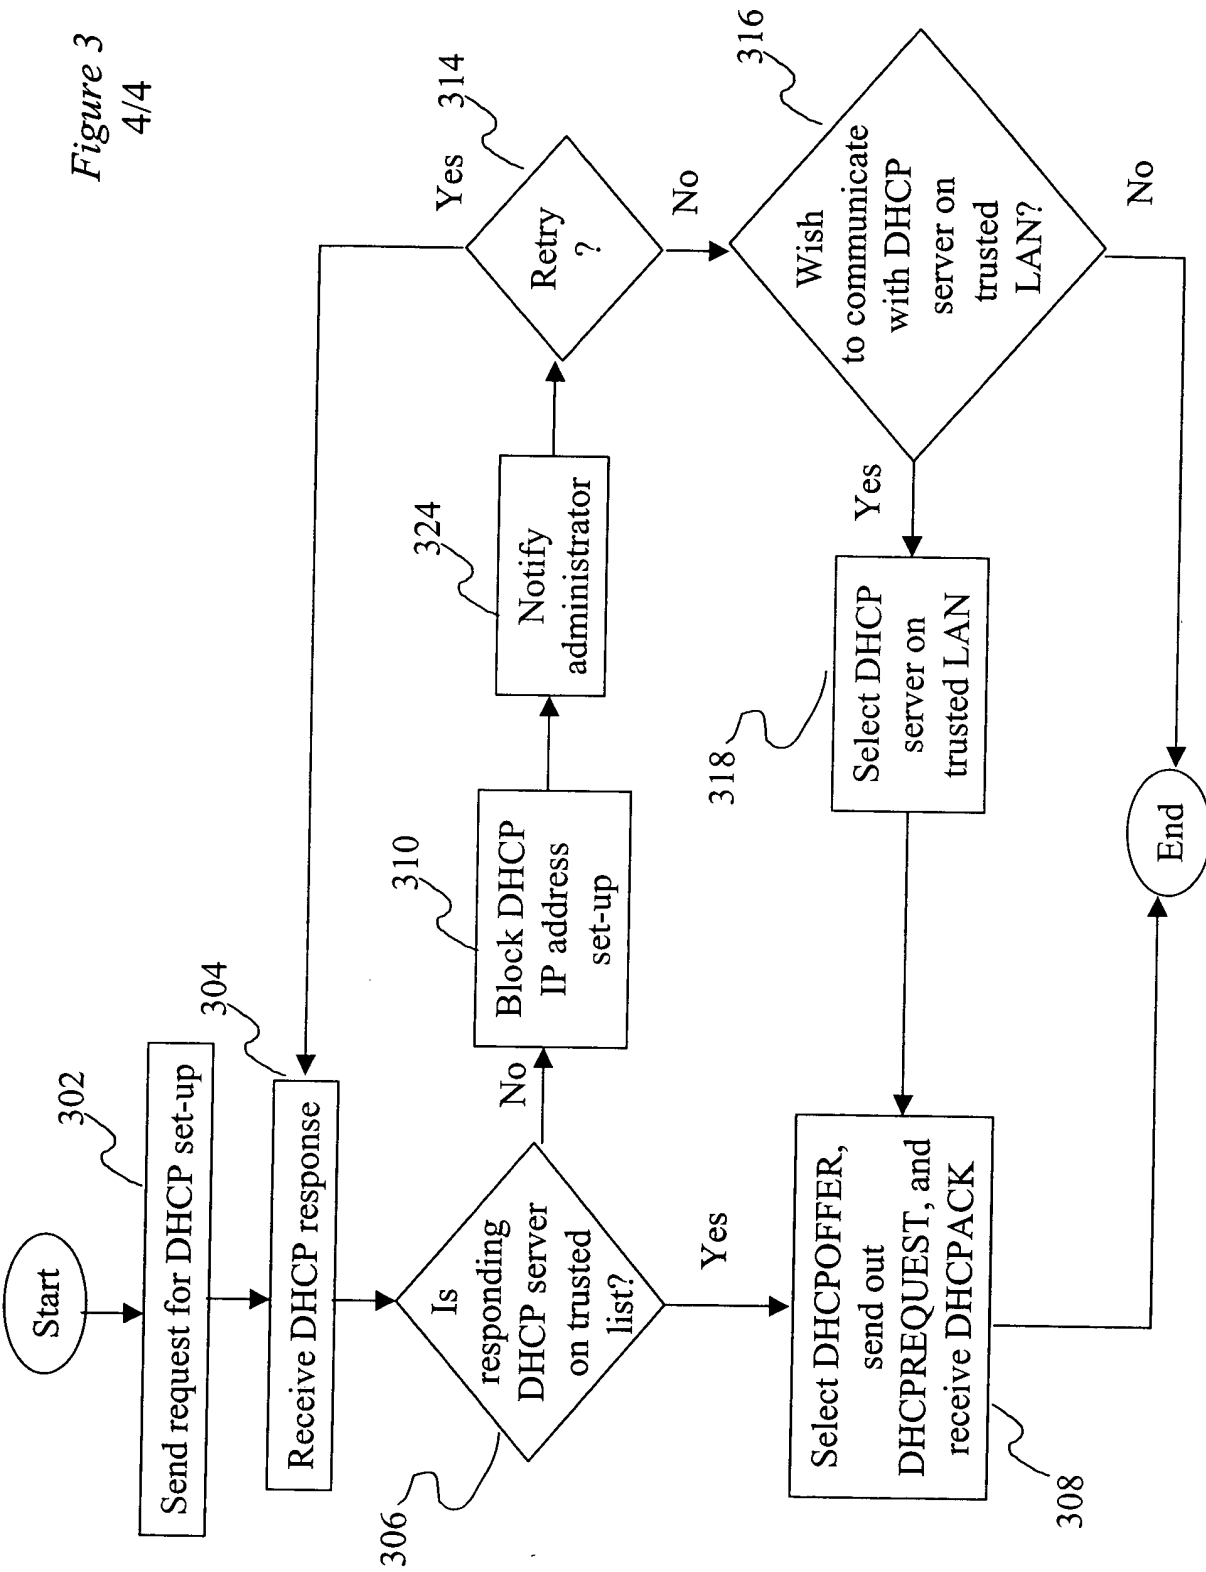 Figure 3
4/4
Start
302
Send request for DHCP set-up
304
Receive DHCP response
306
Is
responding
DHCP server
on trusted
list?
No
Yes
310
Block DHCP
IP address
set-up
324
Notify
administrator
314
Retry
?
Yes
No
316
Wish
to communicate
with DHCP
server on
trusted
LAN?
Yes
No
318
Select DHCP
server on
trusted LAN
Select DHCPOFFER,
send out
DHCPREQUEST, and
receive DHCPACK
308
End